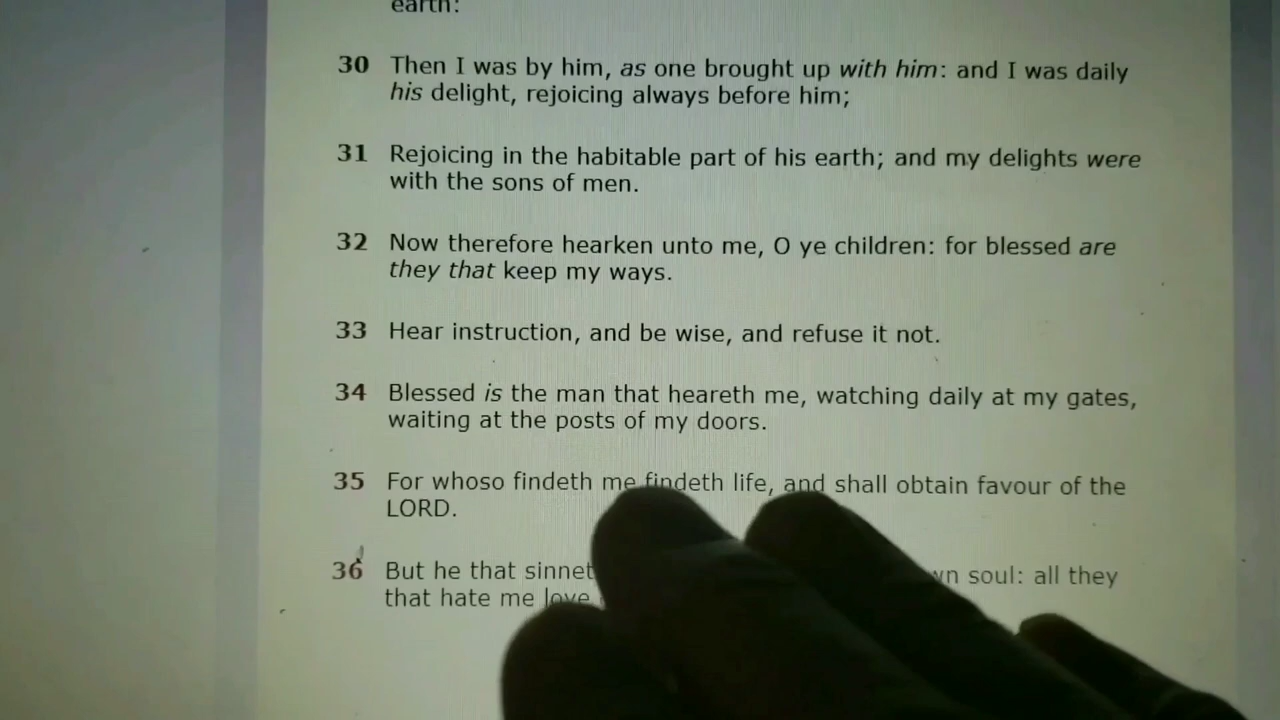 earth:
30 Then I was by him, as one brought up with him: and I was daily
his delight, rejoicing always before him;
31 Rejoicing in the habitable part of his earth; and my delights were
with the sons of men.
32 Now therefore hearken unto me, O ye children: for blessed are
they that keep my ways.
33 Hear instruction, and be wise, and refuse it not.
34 Blessed is the man that heareth me, watching daily at my gates,
waiting at the posts of my doors.
35 For whoso findeth me findeth life, and shall obtain favour of the
LORD.
36 But he that sinnet wn soul: all they
that hate me love